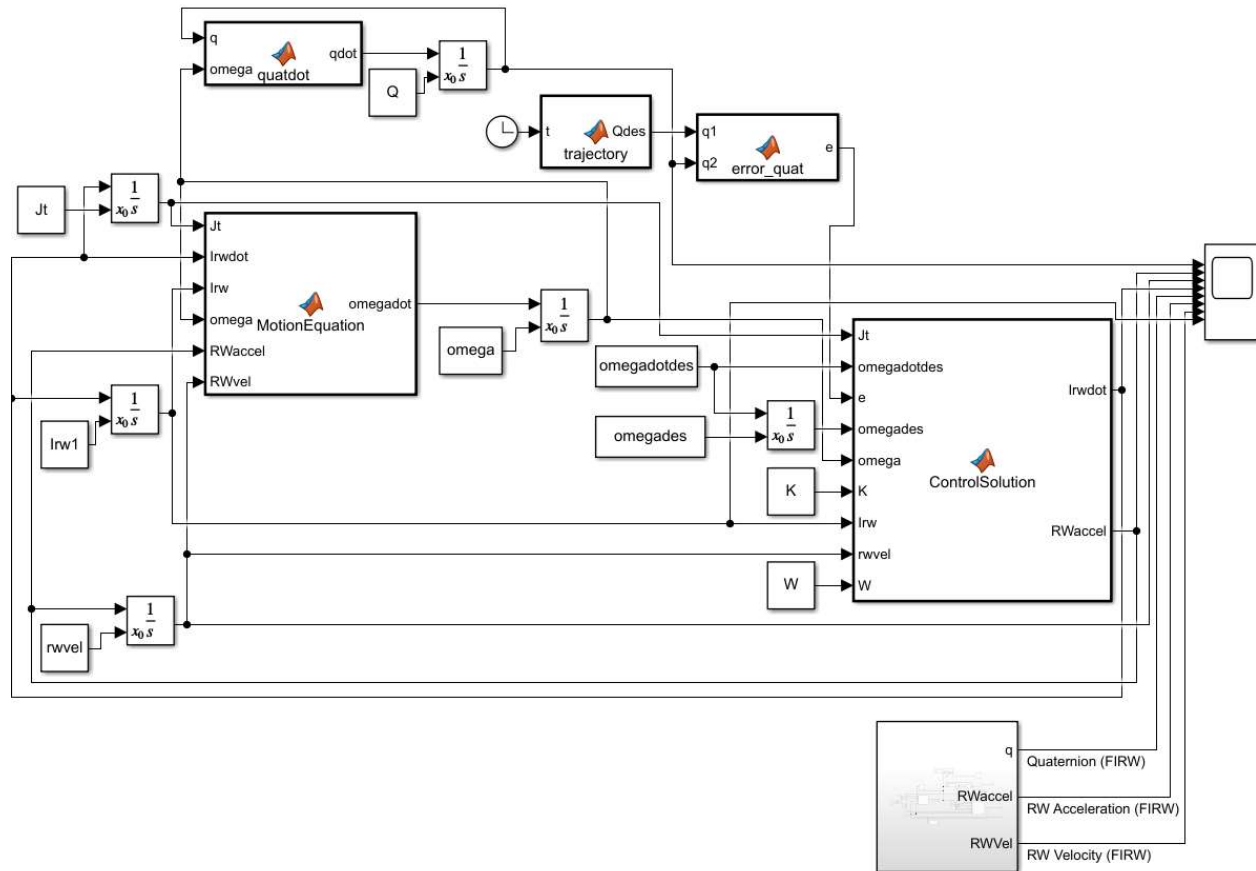 q
omega
quatdot
qdot
1
x₀ s
Q
t
trajectory
Qdes
q1
q2
error_quat
e
Jt
1
x₀ s
Jt
Irwdot
Irw
omega
RWaccel
RWvel
MotionEquation
omegadot
omega
1
x₀ s
Irw1
1
x₀ s
rwvel
1
x₀ s
omegadotdes
omegades
1
x₀ s
K
W
Jt
omegadotdes
e
omegades
omega
K
Irw
rwvel
W
ControlSolution
Irwdot
RWaccel
q
Quaternion (FIRW)
RWaccel
RW Acceleration (FIRW)
RWVel
RW Velocity (FIRW)